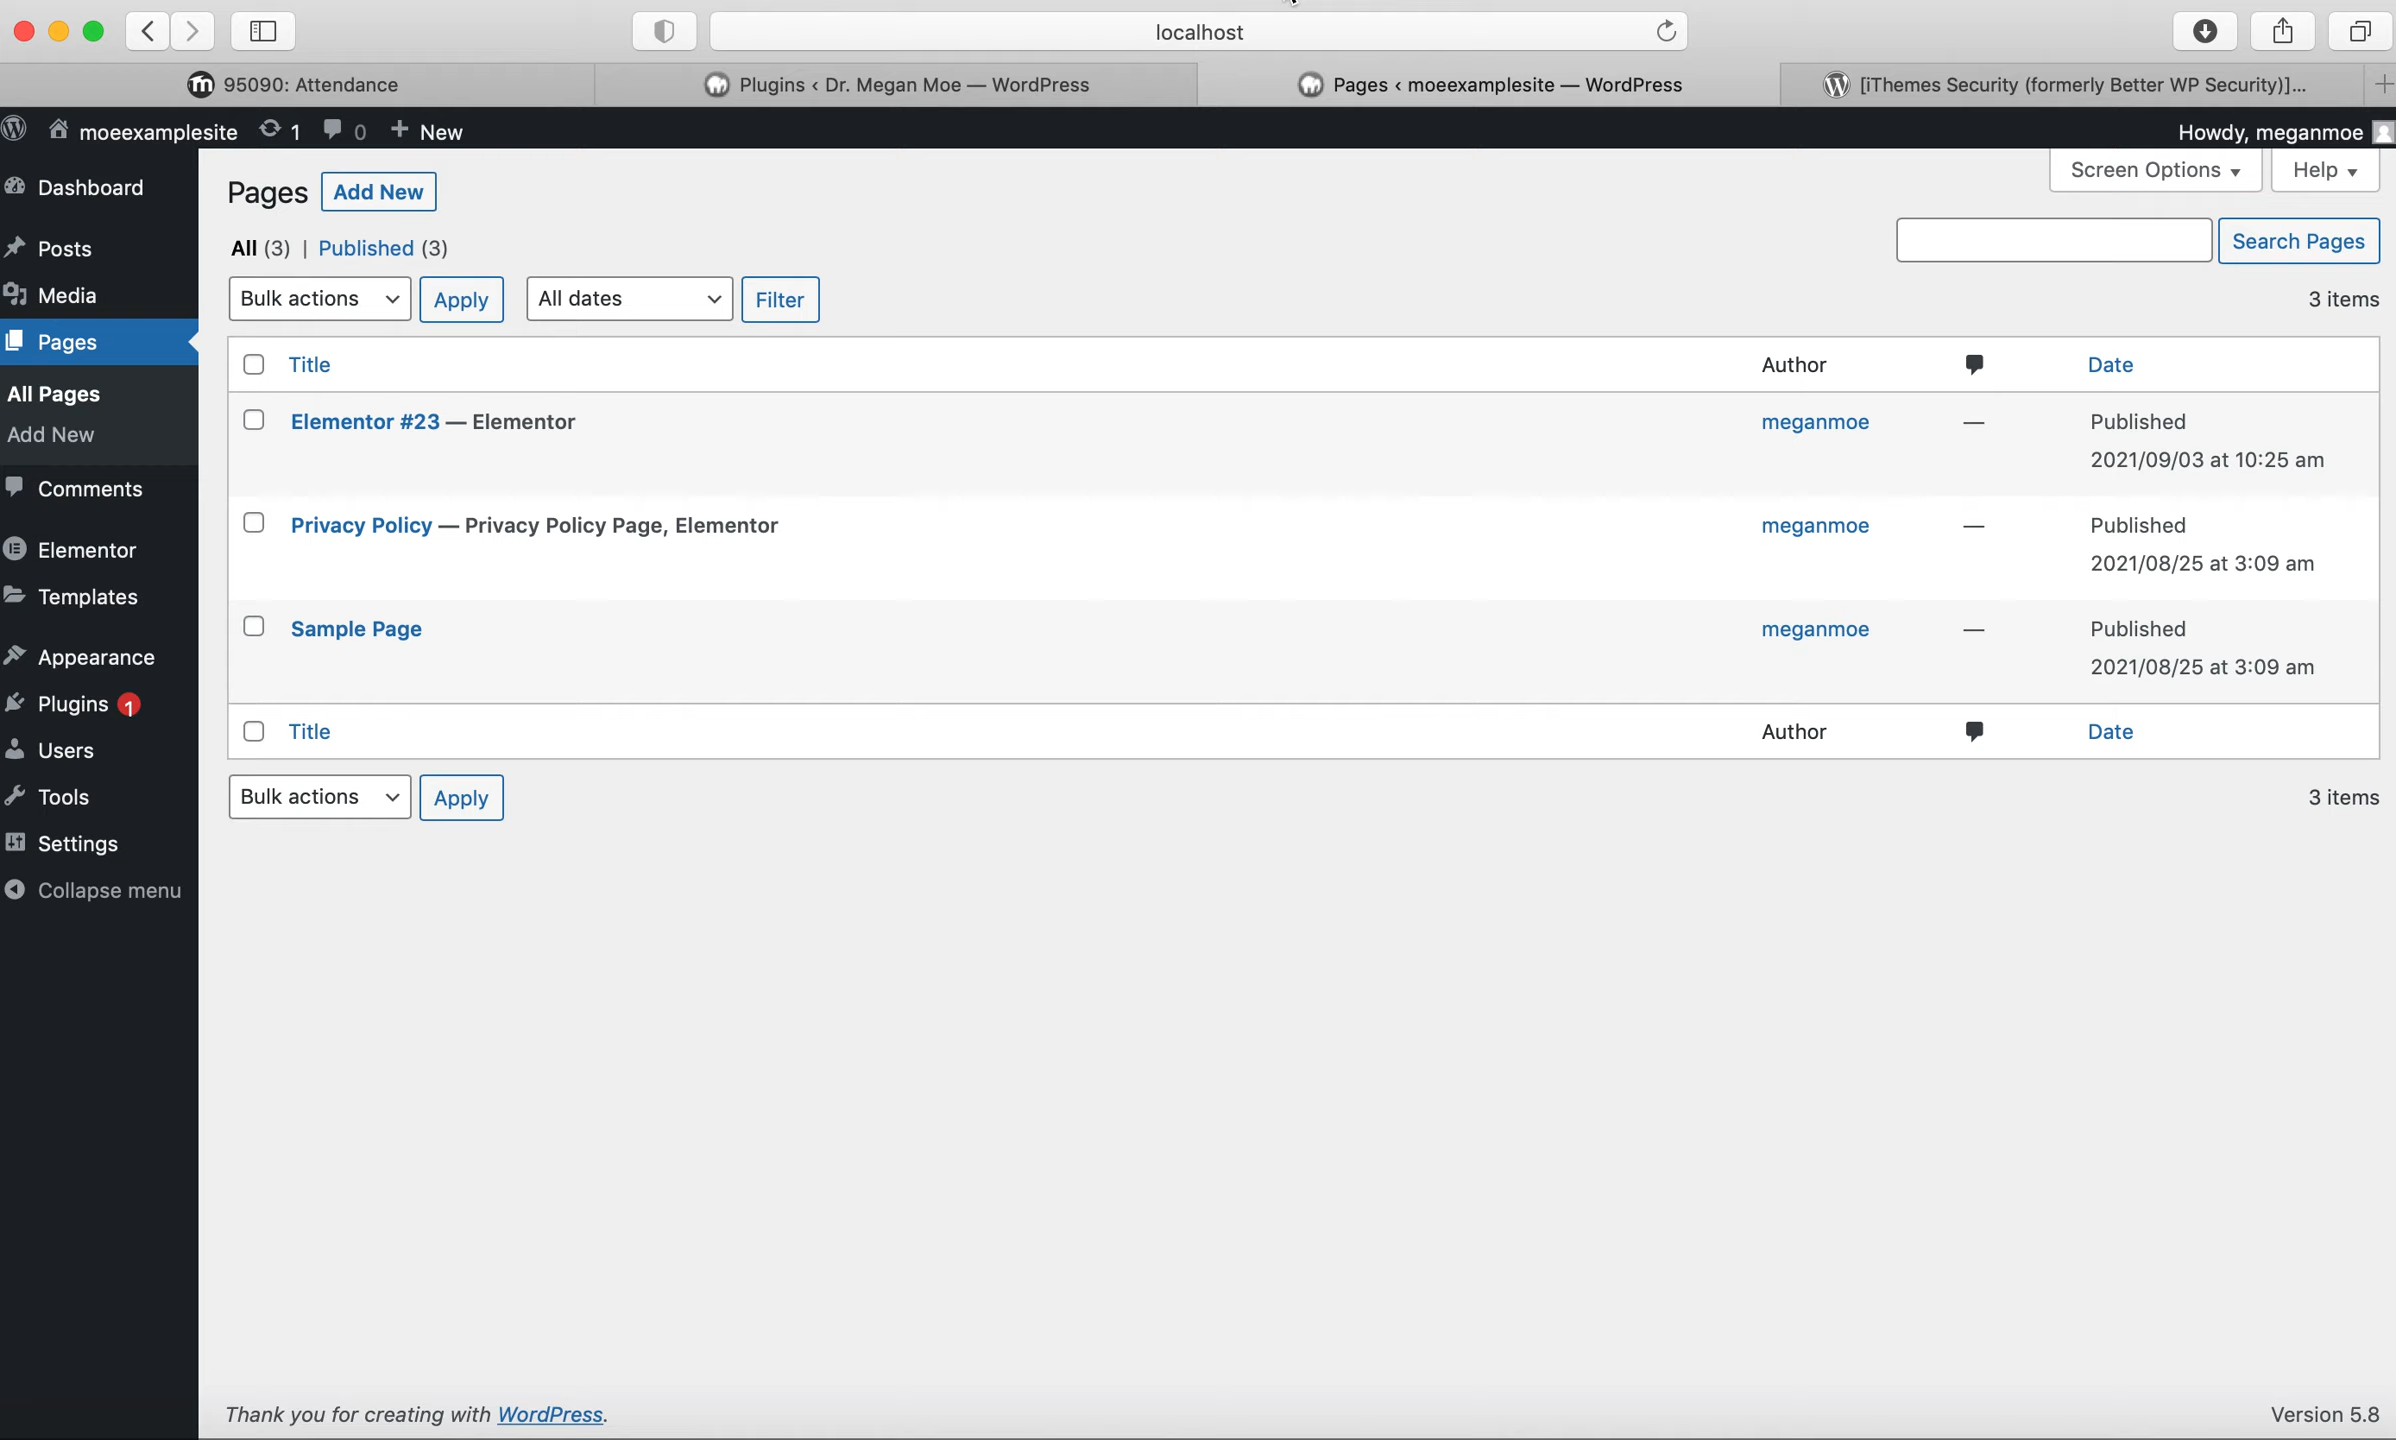 localhost
95090: Attendance
Plugins ‹ Dr. Megan Moe — WordPress
Pages ‹ moeexamplesite — WordPress
[iThemes Security (formerly Better WP Security)]...
moeexamplesite 1 0 + New
Howdy, meganmoe
Dashboard
Posts
Media
Pages
All Pages
Add New
Comments
Elementor
Templates
Appearance
Plugins 1
Users
Tools
Settings
Collapse menu
Screen Options
Help
Pages Add New
All (3) | Published (3)
Search Pages
Bulk actions Apply All dates Filter
3 items
Title Author Date
Elementor #23 — Elementor meganmoe — Published
2021/09/03 at 10:25 am
Privacy Policy — Privacy Policy Page, Elementor meganmoe — Published
2021/08/25 at 3:09 am
Sample Page meganmoe — Published
2021/08/25 at 3:09 am
Title Author Date
Bulk actions Apply
3 items
Thank you for creating with WordPress.
Version 5.8